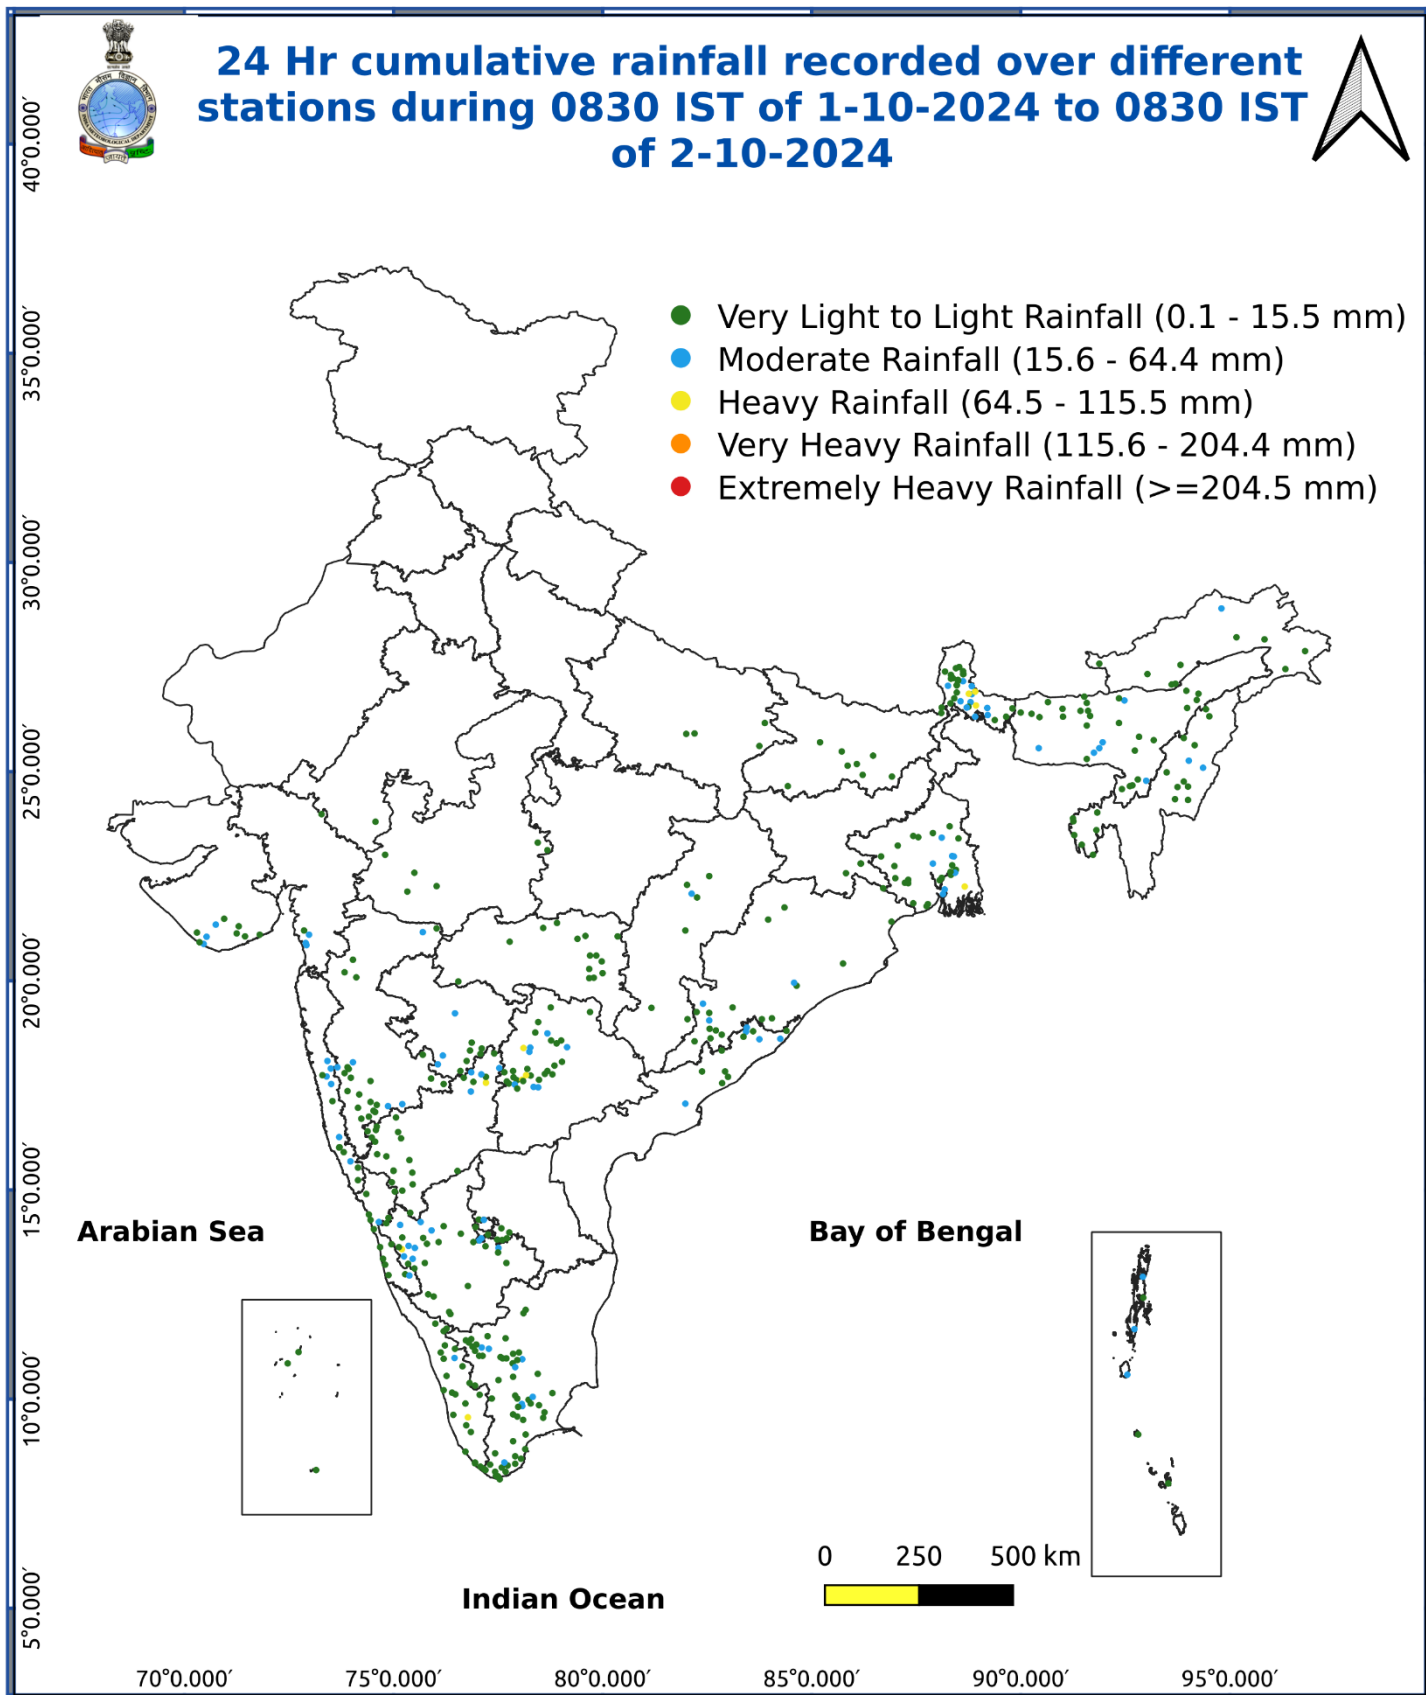 24 Hr cumulative rainfall recorded over different
stations during 0830 IST of 1-10-2024 to 0830 IST
of 2-10-2024
Very Light to Light Rainfall (0.1 - 15.5 mm)
Moderate Rainfall (15.6 - 64.4 mm)
Heavy Rainfall (64.5 - 115.5 mm)
Very Heavy Rainfall (115.6 - 204.4 mm)
Extremely Heavy Rainfall (>=204.5 mm)
40°0.000′
35°0.000′
30°0.000′
25°0.000′
20°0.000′
15°0.000′
10°0.000′
5°0.000′
Arabian Sea
Bay of Bengal
Indian Ocean
0 250 500 km
70°0.000′ 75°0.000′ 80°0.000′ 85°0.000′ 90°0.000′ 95°0.000′